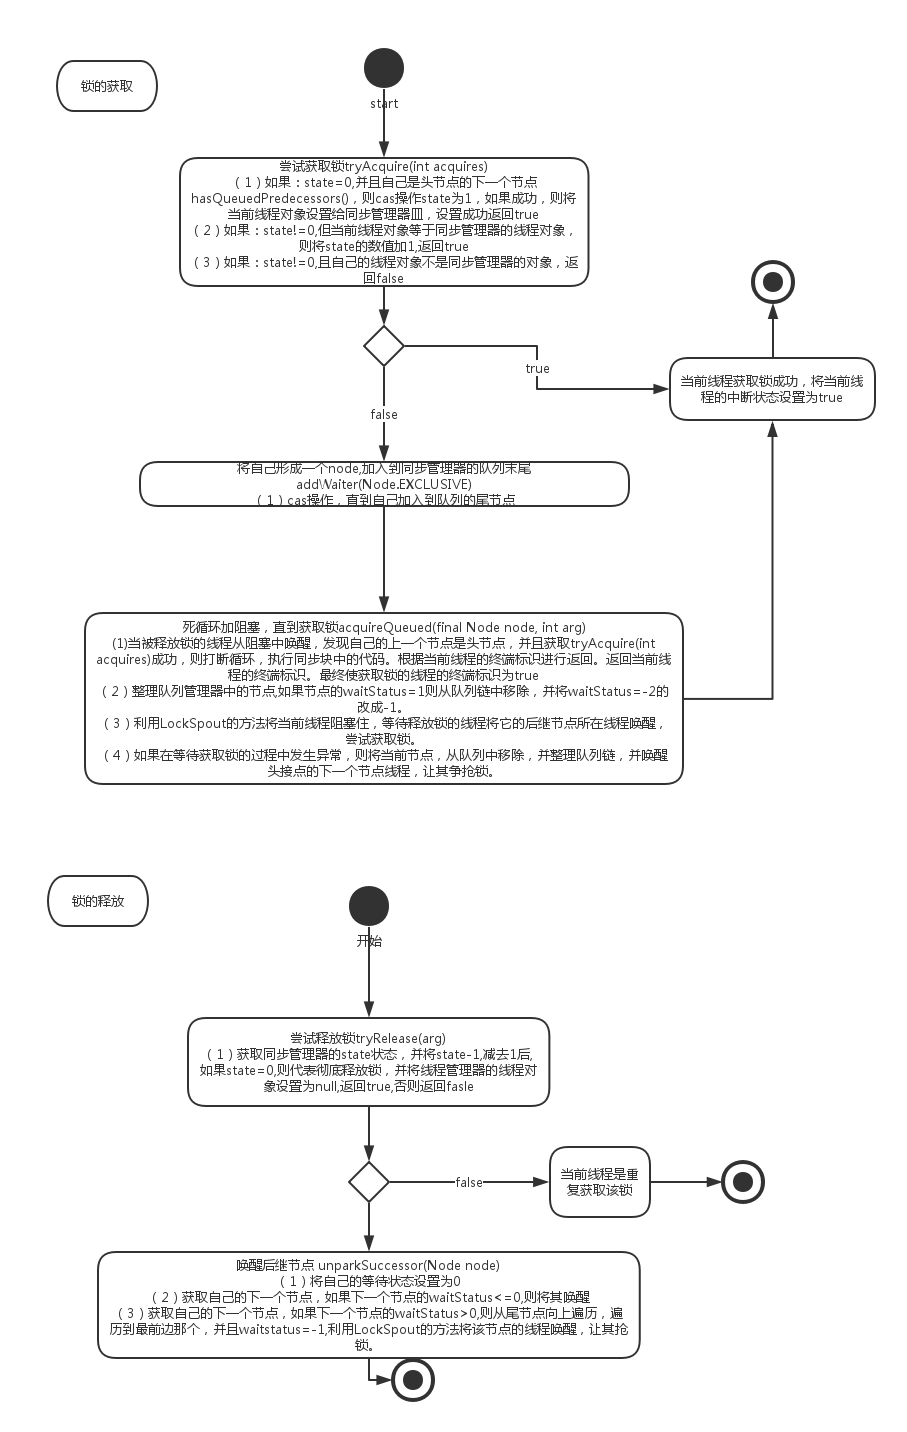 锁的获取
start
尝试获取锁tryAcquire(int acquires)
（1）如果：state=0,并且自己是头节点的下一个节点
hasQueuedPredecessors()，则cas操作state为1，如果成功，则将
当前线程对象设置给同步管理器皿，设置成功返回true
（2）如果：state!=0,但当前线程对象等于同步管理器的线程对象，
则将state的数值加1,返回true
（3）如果：state!=0,且自己的线程对象不是同步管理器的对象，返
回false
true
当前线程获取锁成功，将当前线
程的中断状态设置为true
false
将自己形成一个node,加入到同步管理器的队列末尾
addWaiter(Node.EXCLUSIVE)
（1）cas操作，直到自己加入到队列的尾节点
死循环加阻塞，直到获取锁acquireQueued(final Node node, int arg)
(1)当被释放锁的线程从阻塞中唤醒，发现自己的上一个节点是头节点，并且获取tryAcquire(int
acquires)成功，则打断循环，执行同步块中的代码。根据当前线程的终端标识进行返回。返回当前线
程的终端标识。最终使获取锁的线程的终端标识为true
（2）整理队列管理器中的节点,如果节点的waitStatus=1则从队列链中移除，并将waitStatus=-2的
改成-1。
（3）利用LockSpout的方法将当前线程阻塞住，等待释放锁的线程将它的后继节点所在线程唤醒，
尝试获取锁。
（4）如果在等待获取锁的过程中发生异常，则将当前节点，从队列中移除，并整理队列链，并唤醒
头接点的下一个节点线程，让其争抢锁。
锁的释放
开始
尝试释放锁tryRelease(arg)
（1）获取同步管理器的state状态，并将state-1,减去1后,
如果state=0,则代表彻底释放锁，并将线程管理器的线程对
象设置为null,返回true,否则返回fasle
false
当前线程是重
复获取该锁
唤醒后继节点 unparkSuccessor(Node node)
（1）将自己的等待状态设置为0
（2）获取自己的下一个节点，如果下一个节点的waitStatus<=0,则将其唤醒
（3）获取自己的下一个节点，如果下一个节点的waitStatus>0,则从尾节点向上遍历，遍
历到最前边那个，并且waitstatus=-1,利用LockSpout的方法将该节点的线程唤醒，让其抢
锁。